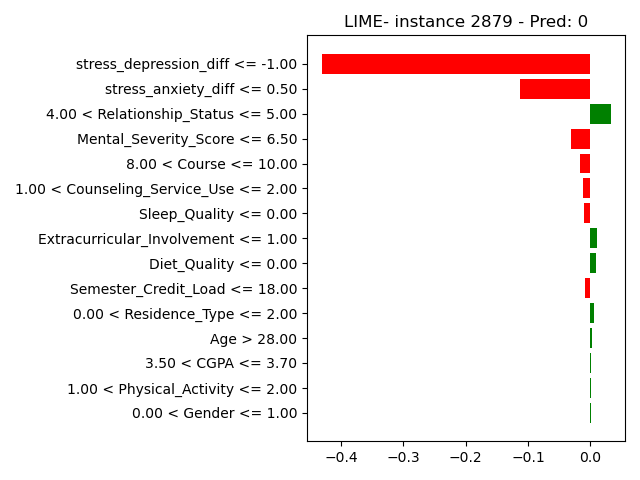 LIME- instance 2879 - Pred: 0
stress_depression_diff <= -1.00
stress_anxiety_diff <= 0.50
4.00 < Relationship_Status <= 5.00
Mental_Severity_Score <= 6.50
8.00 < Course <= 10.00
1.00 < Counseling_Service_Use <= 2.00
Sleep_Quality <= 0.00
Extracurricular_Involvement <= 1.00
Diet_Quality <= 0.00
Semester_Credit_Load <= 18.00
0.00 < Residence_Type <= 2.00
Age > 28.00
3.50 < CGPA <= 3.70
1.00 < Physical_Activity <= 2.00
0.00 < Gender <= 1.00
−0.4 −0.3 −0.2 −0.1 0.0